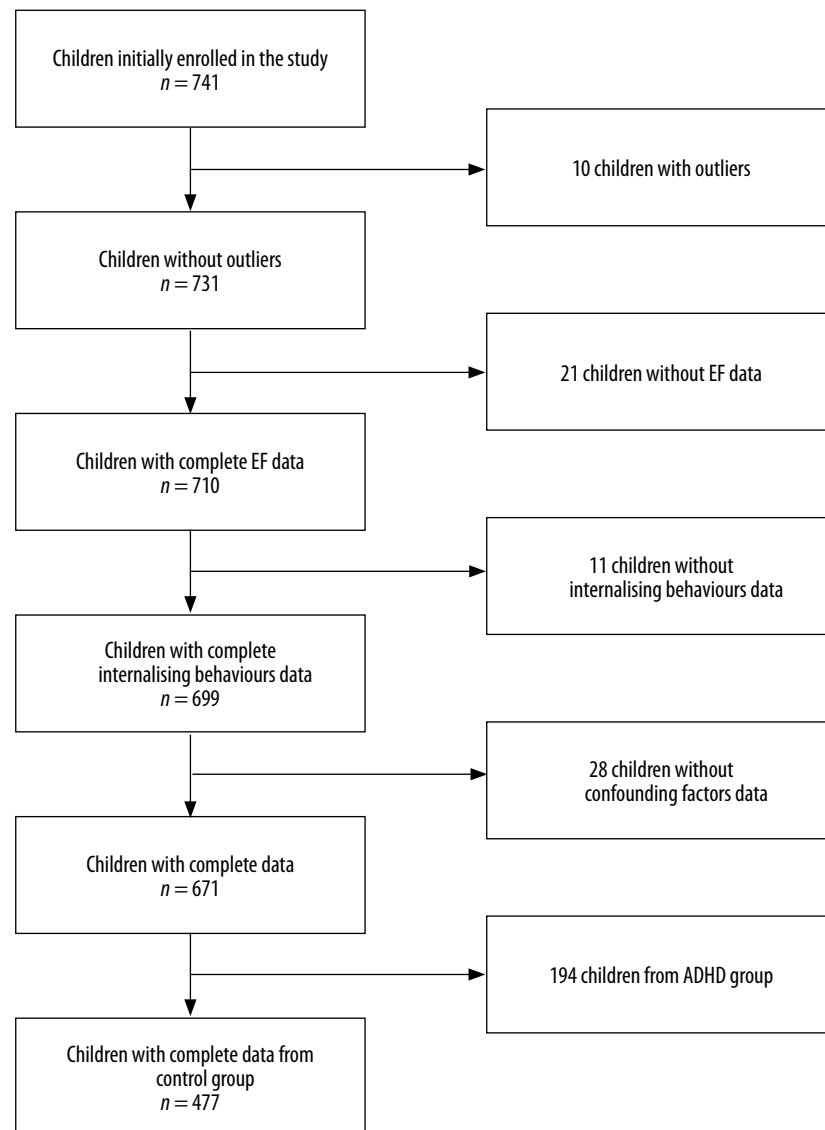 Children initially enrolled in the study
n = 741
10 children with outliers
Children without outliers
n = 731
21 children without EF data
Children with complete EF data
n = 710
11 children without
internalising behaviours data
Children with complete
internalising behaviours data
n = 699
28 children without
confounding factors data
Children with complete data
n = 671
194 children from ADHD group
Children with complete data from
control group
n = 477